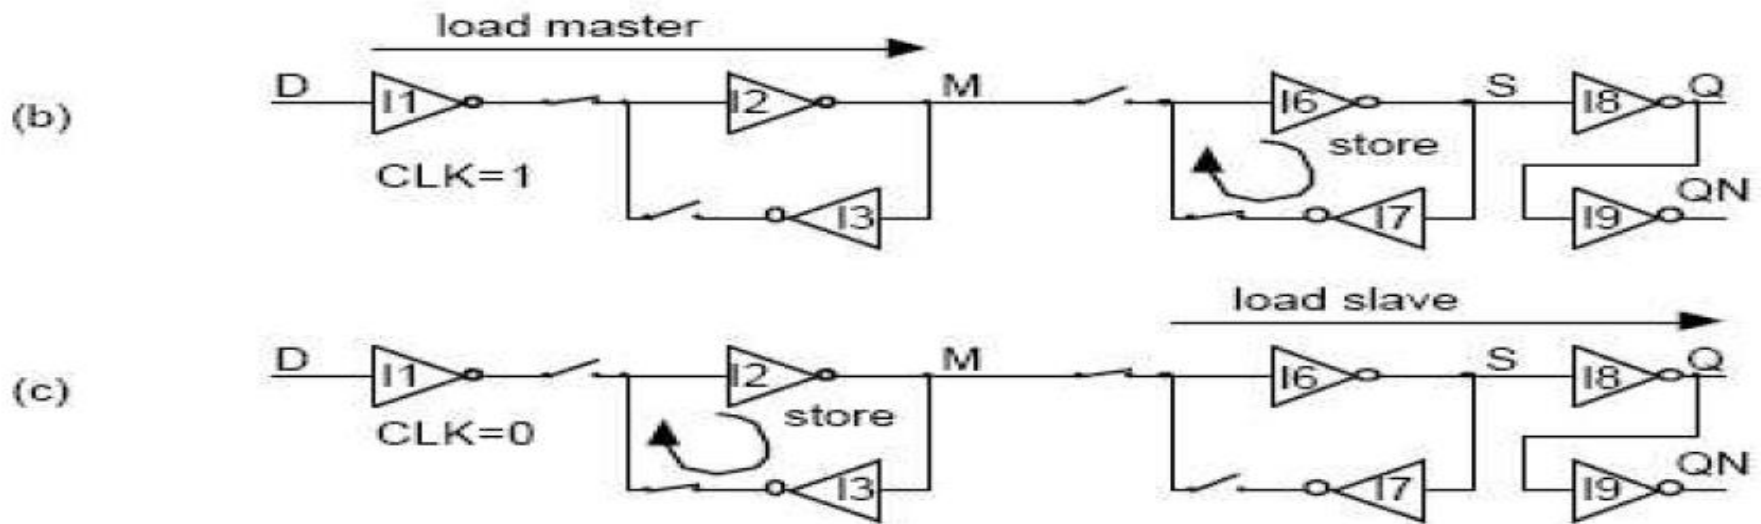 load master
(b) D I1 I2 M I6 S I8 Q
CLK=1 store
I3 I7 I9 QN
load slave
(c) D I1 I2 M I6 S I8 Q
CLK=0 store
I3 I7 I9 QN